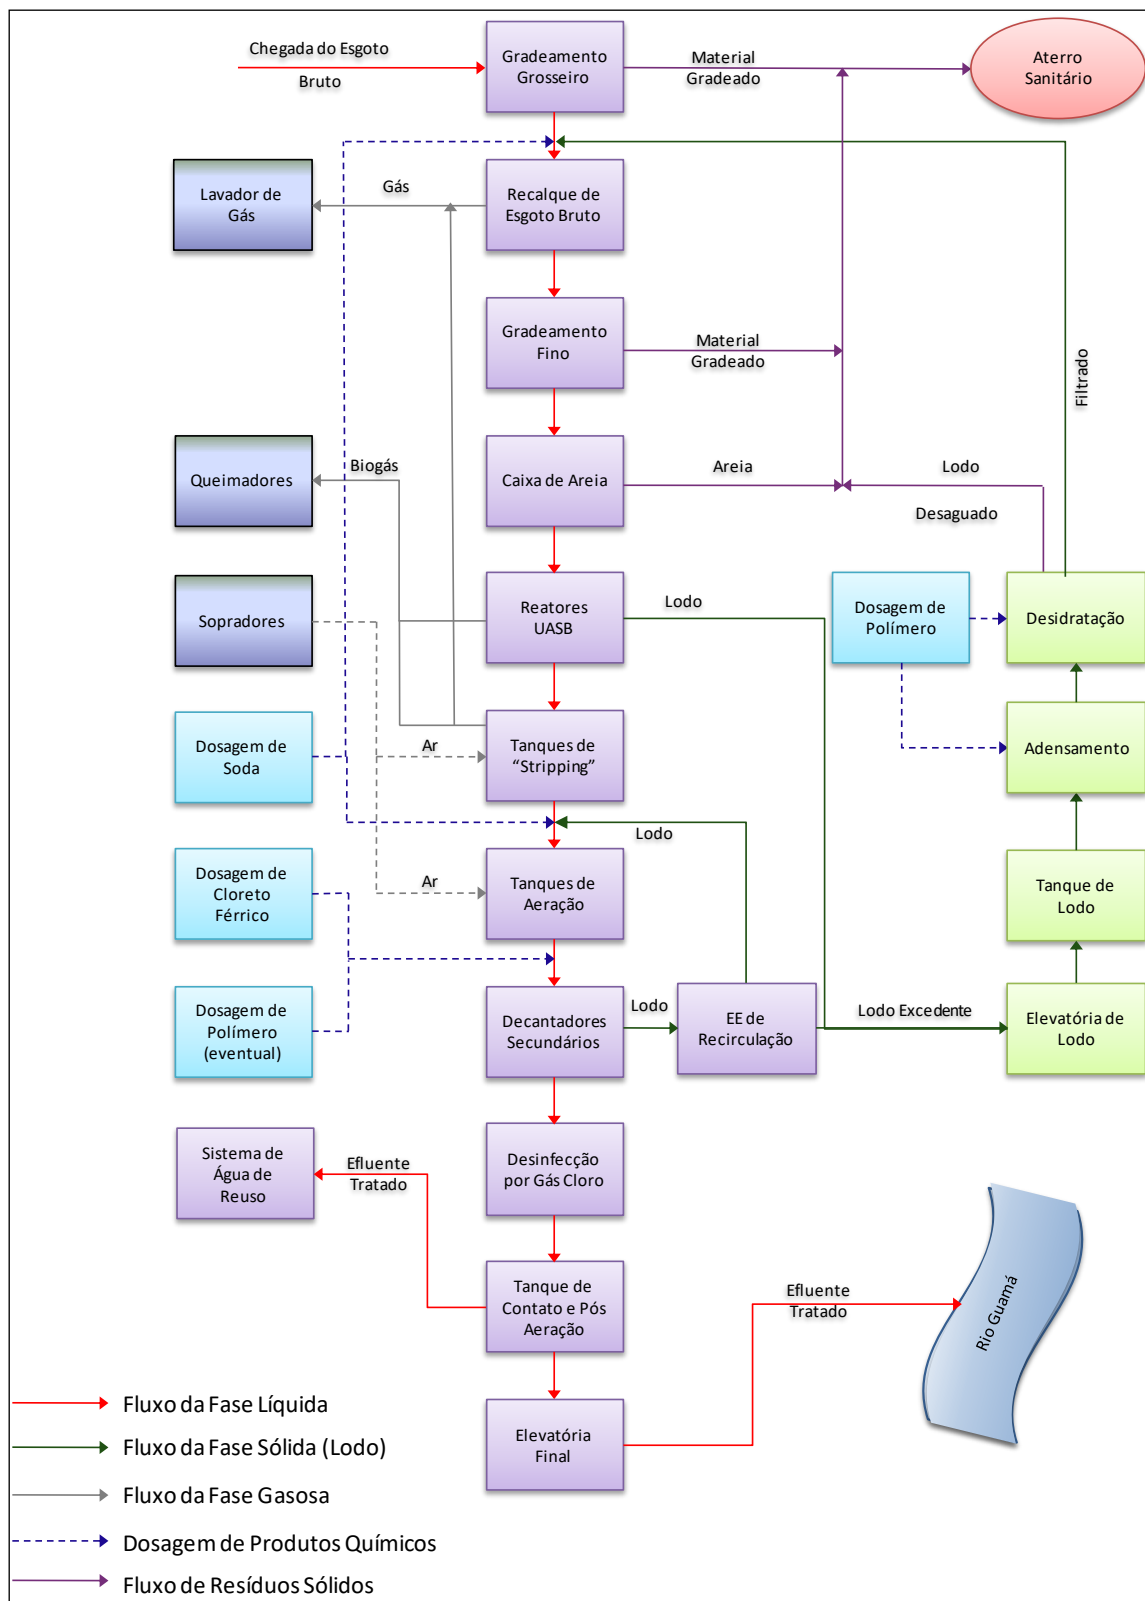 Chegada do Esgoto
Bruto
Gradeamento
Grosseiro
Material
Gradeado
Aterro
Sanitário
Lavador de
Gás
Gás
Recalque de
Esgoto Bruto
Gradeamento
Fino
Material
Gradeado
Filtrado
Queimadores
Biogás
Caixa de Areia
Areia
Lodo
Desaguado
Sopradores
Reatores
UASB
Lodo
Dosagem de
Polímero
Desidratação
Dosagem de
Soda
Ar
Tanques de
“Stripping”
Adensamento
Lodo
Dosagem de
Cloreto
Férrico
Ar
Tanques de
Aeração
Tanque de
Lodo
Dosagem de
Polímero
(eventual)
Decantadores
Secundários
Lodo
EE de
Recirculação
Lodo Excedente
Elevatória de
Lodo
Sistema de
Água de
Reuso
Efluente
Tratado
Desinfecção
por Gás Cloro
Tanque de
Contato e Pós
Aeração
Efluente
Tratado
Rio Guamá
Elevatória
Final
Fluxo da Fase Líquida
Fluxo da Fase Sólida (Lodo)
Fluxo da Fase Gasosa
Dosagem de Produtos Químicos
Fluxo de Resíduos Sólidos